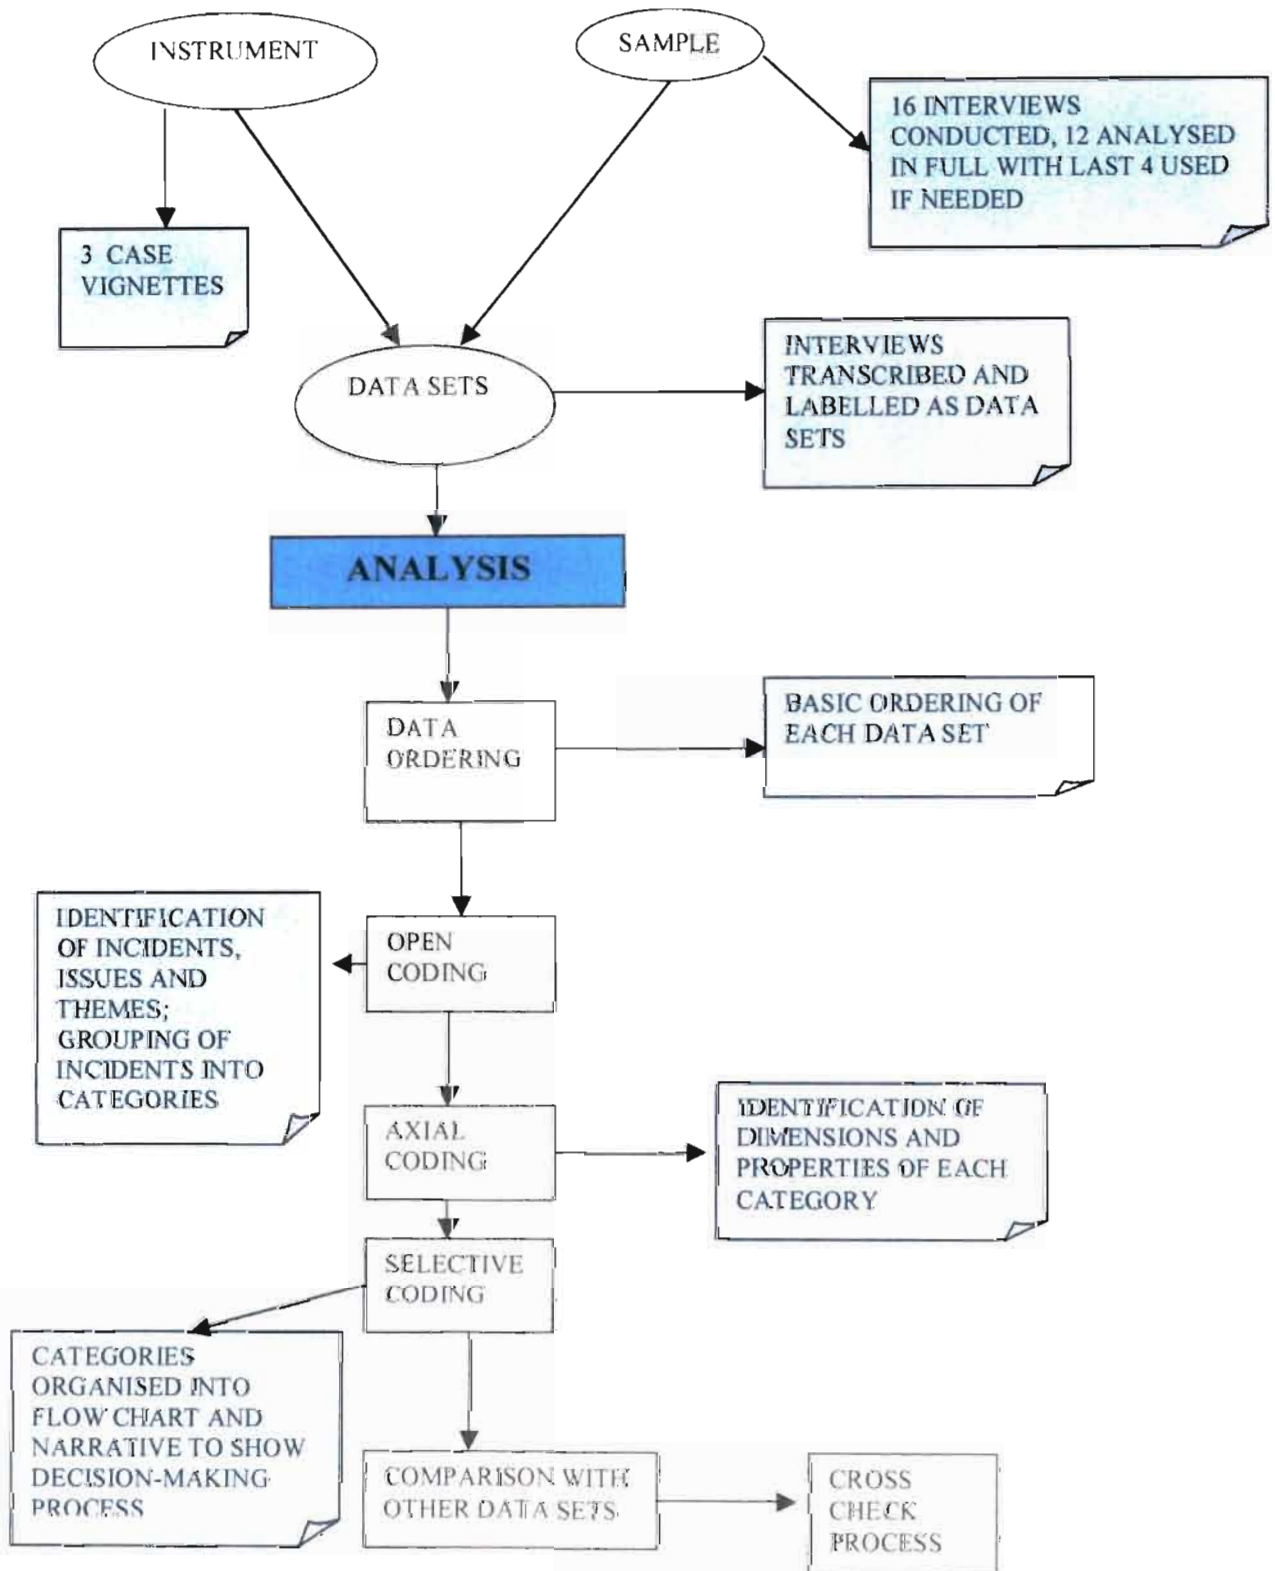 INSTRUMENT
SAMPLE
16 INTERVIEWS
CONDUCTED, 12 ANALYSED
IN FULL WITH LAST 4 USED
IF NEEDED
3 CASE
VIGNETTES
DATA SETS
INTERVIEWS
TRANSCRIBED AND
LABELLED AS DATA
SETS
ANALYSIS
DATA
ORDERING
BASIC ORDERING OF
EACH DATA SET
OPEN
CODING
IDENTIFICATION
OF INCIDENTS,
ISSUES AND
THEMES;
GROUPING OF
INCIDENTS INTO
CATEGORIES
AXIAL
CODING
IDENTIFICATION OF
DIMENSIONS AND
PROPERTIES OF EACH
CATEGORY
SELECTIVE
CODING
CATEGORIES
ORGANISED INTO
FLOW CHART AND
NARRATIVE TO SHOW
DECISION-MAKING
PROCESS
COMPARISON WITH
OTHER DATA SETS
CROSS
CHECK
PROCESS